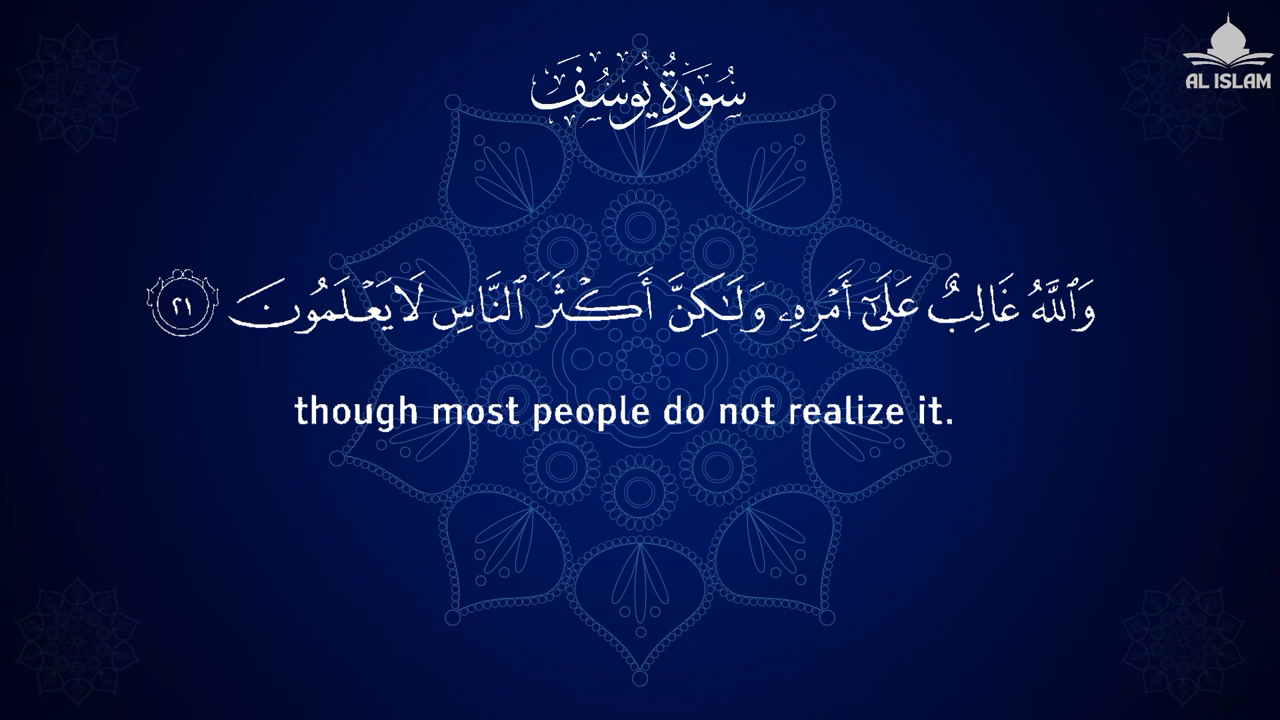 AL ISLAM
سُورَةُ يُوسُفَ
وَٱللَّهُ غَالِبٌ عَلَىٰٓ أَمْرِهِۦ وَلَـٰكِنَّ أَكْثَرَ ٱلنَّاسِ لَا يَعْلَمُونَ ٢١
though most people do not realize it.